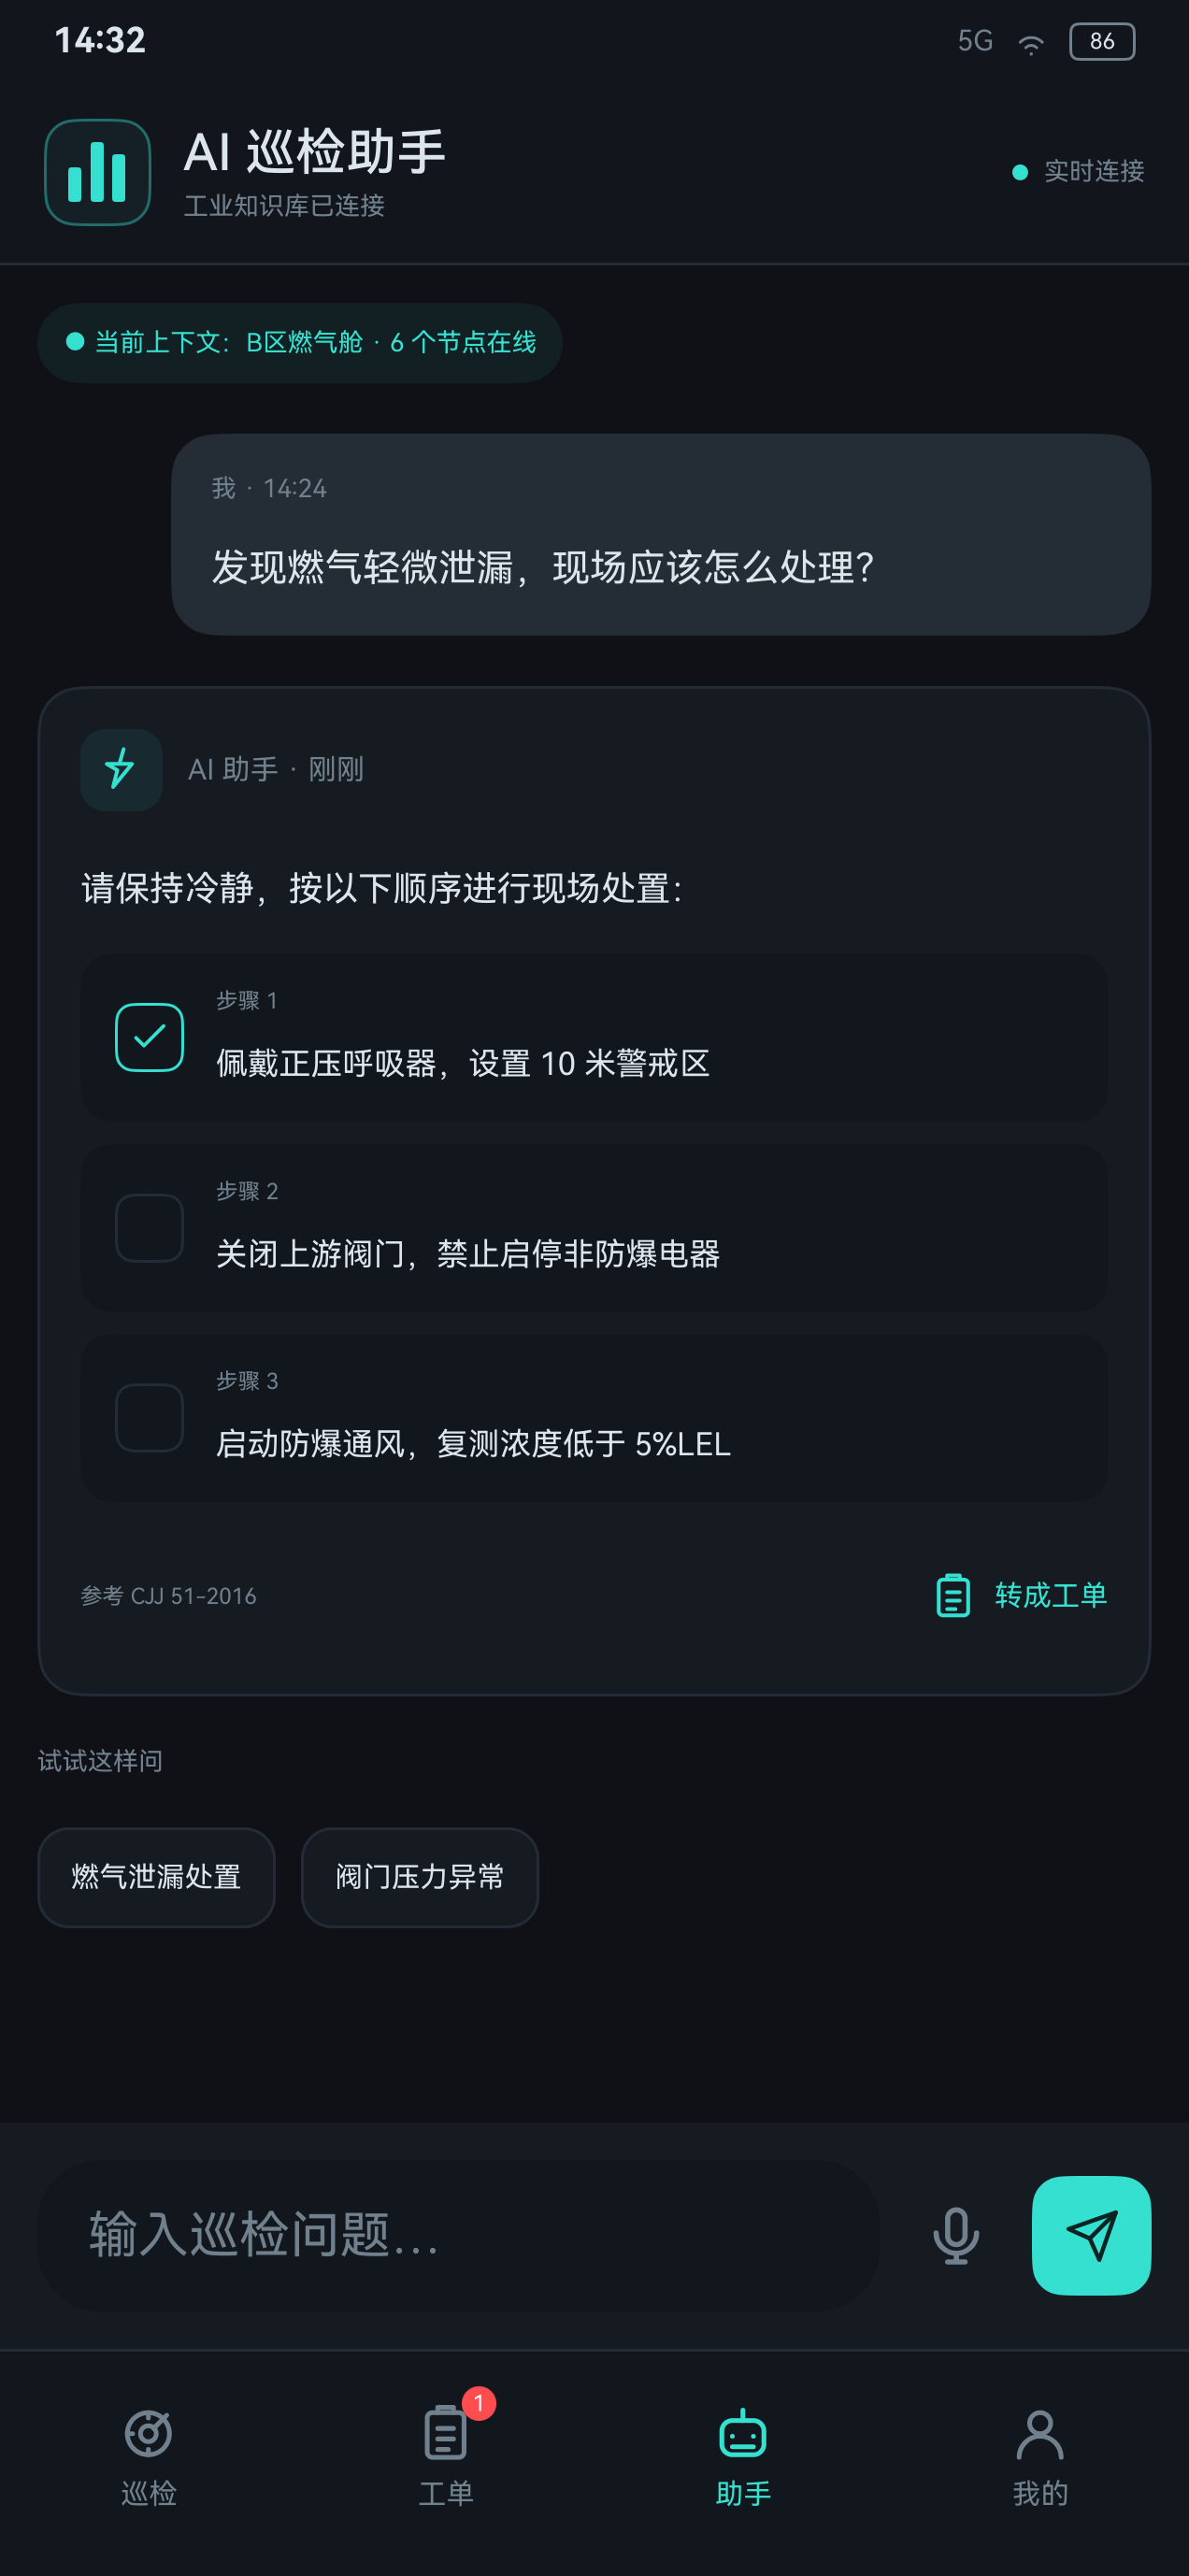 14:32
5G
86
AI 巡检助手
工业知识库已连接
实时连接
当前上下文：B区燃气舱 · 6 个节点在线
我 · 14:24
发现燃气轻微泄漏，现场应该怎么处理？
AI 助手 · 刚刚
请保持冷静，按以下顺序进行现场处置：
步骤 1
佩戴正压呼吸器，设置 10 米警戒区
步骤 2
关闭上游阀门，禁止启停非防爆电器
步骤 3
启动防爆通风，复测浓度低于 5%LEL
参考 CJJ 51-2016
转成工单
试试这样问
燃气泄漏处置
阀门压力异常
输入巡检问题...
1
巡检
工单
助手
我的